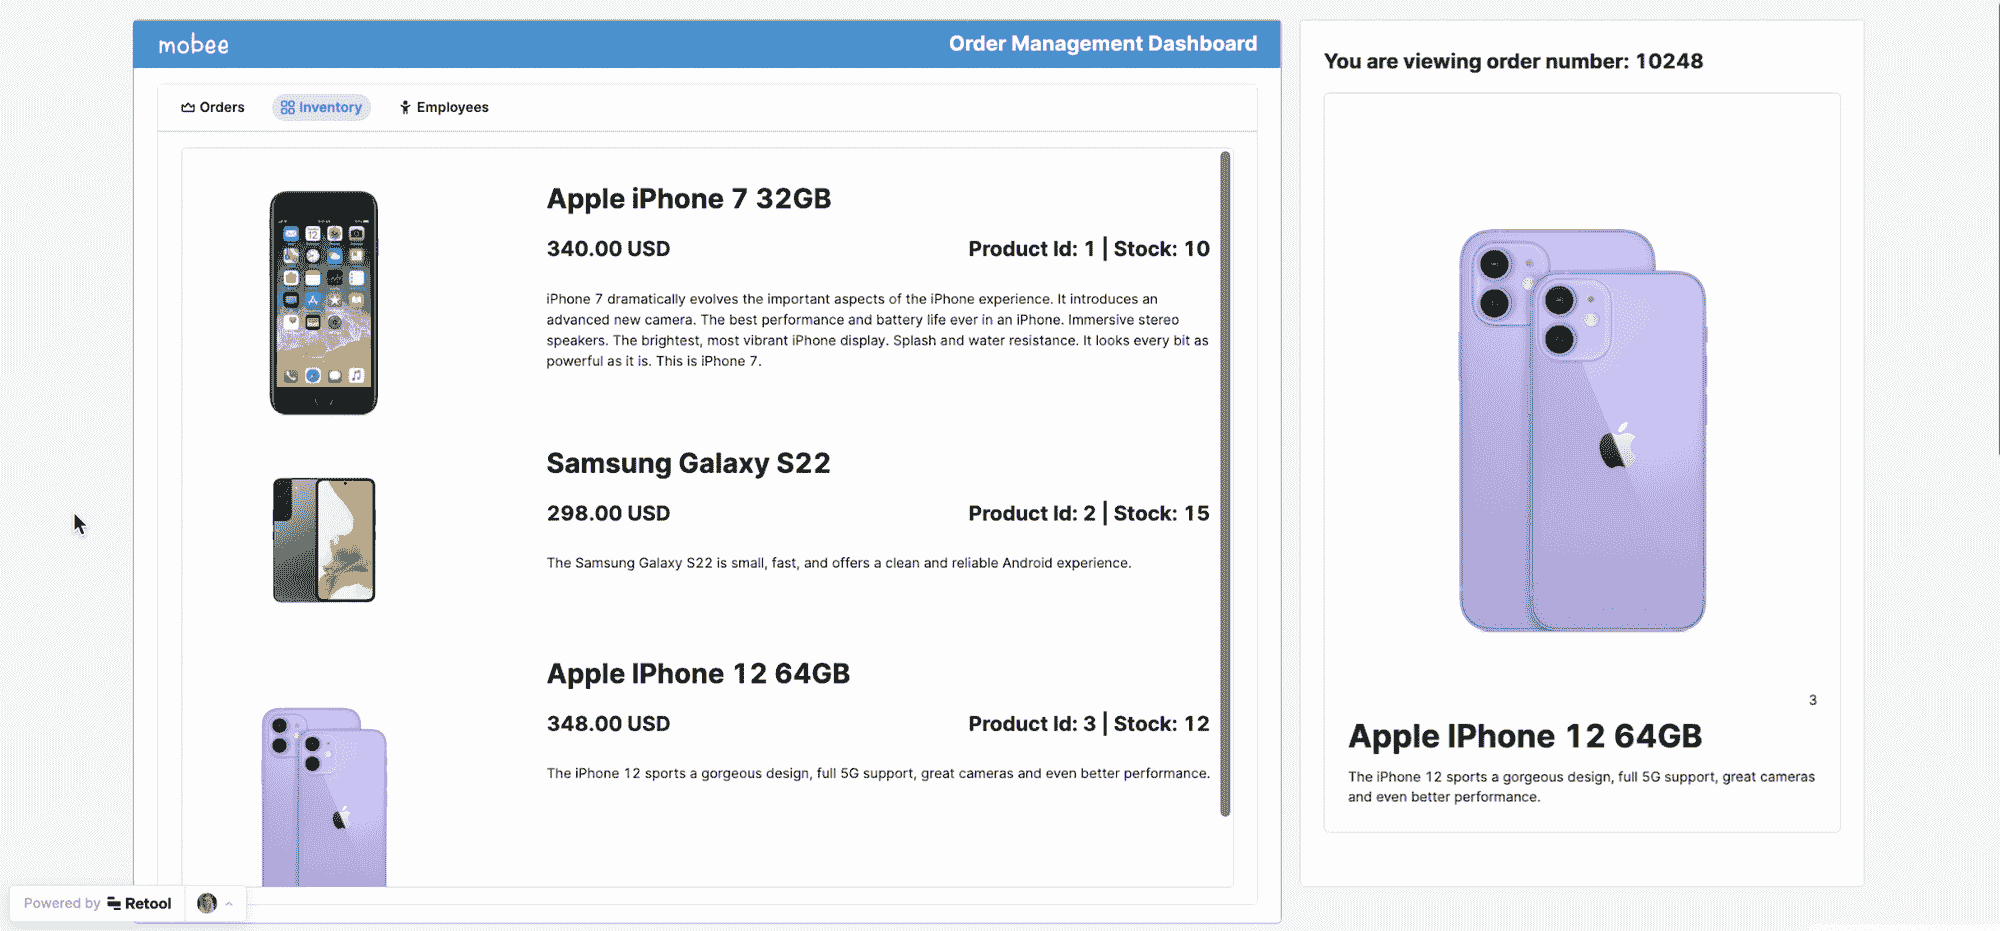 mobee
Order Management Dashboard
Orders
Inventory
Employees
Apple iPhone 7 32GB
340.00 USD
Product Id: 1 | Stock: 10
iPhone 7 dramatically evolves the important aspects of the iPhone experience. It introduces an
advanced new camera. The best performance and battery life ever in an iPhone. Immersive stereo
speakers. The brightest, most vibrant iPhone display. Splash and water resistance. It looks every bit as
powerful as it is. This is iPhone 7.
Samsung Galaxy S22
298.00 USD
Product Id: 2 | Stock: 15
The Samsung Galaxy S22 is small, fast, and offers a clean and reliable Android experience.
Apple IPhone 12 64GB
348.00 USD
Product Id: 3 | Stock: 12
The iPhone 12 sports a gorgeous design, full 5G support, great cameras and even better performance.
Powered by Retool
You are viewing order number: 10248
3
Apple IPhone 12 64GB
The iPhone 12 sports a gorgeous design, full 5G support, great cameras
and even better performance.